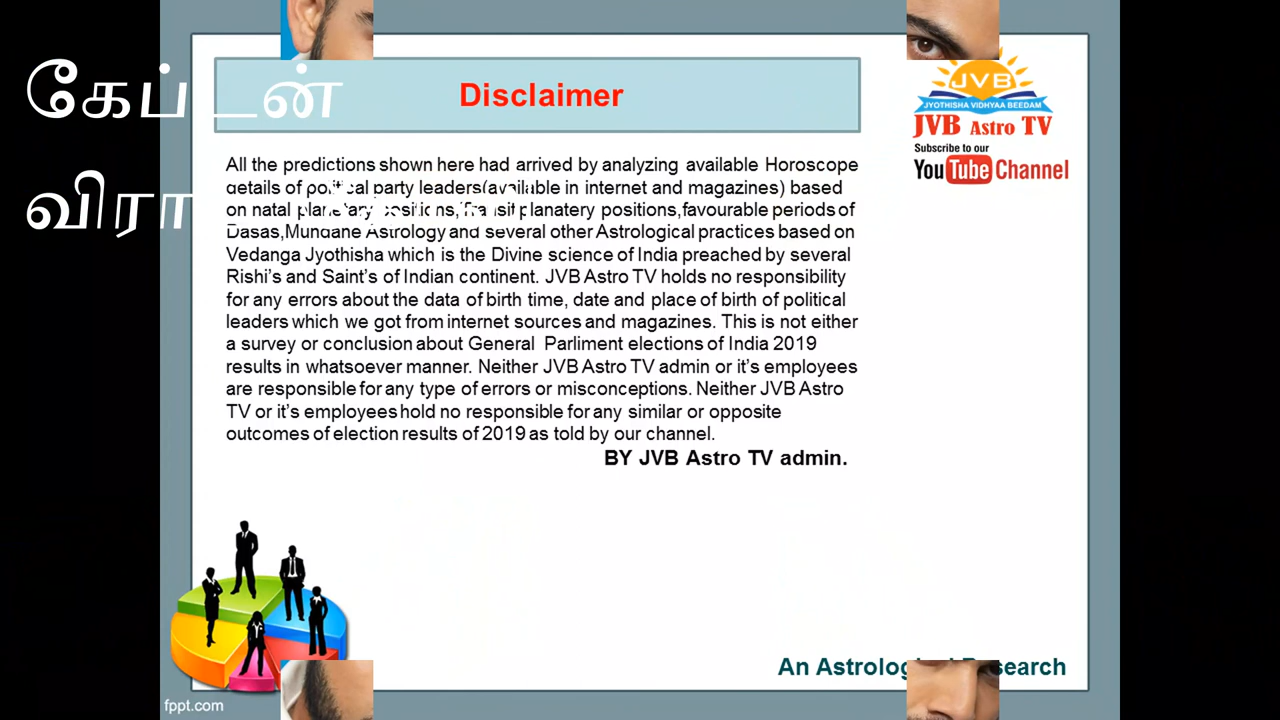 கேப்டன்
விரா
Disclaimer
JVB
JYOTHISHA VIDHYAA BEEDAM
JVB Astro TV
Subscribe to our
You Tube Channel
All the predictions shown here had arrived by analyzing available Horoscope
details of political party leaders(available in internet and magazines) based
on natal planetary positions,Transit planatery positions,favourable periods of
Dasas,Mundane Astrology and several other Astrological practices based on
Vedanga Jyothisha which is the Divine science of India preached by several
Rishi's and Saint's of Indian continent. JVB Astro TV holds no responsibility
for any errors about the data of birth time, date and place of birth of political
leaders which we got from internet sources and magazines. This is not either
a survey or conclusion about General Parliment elections of India 2019
results in whatsoever manner. Neither JVB Astro TV admin or it's employees
are responsible for any type of errors or misconceptions. Neither JVB Astro
TV or it's employees hold no responsible for any similar or opposite
outcomes of election results of 2019 as told by our channel.
BY JVB Astro TV admin.
An Astrological Research
fppt.com